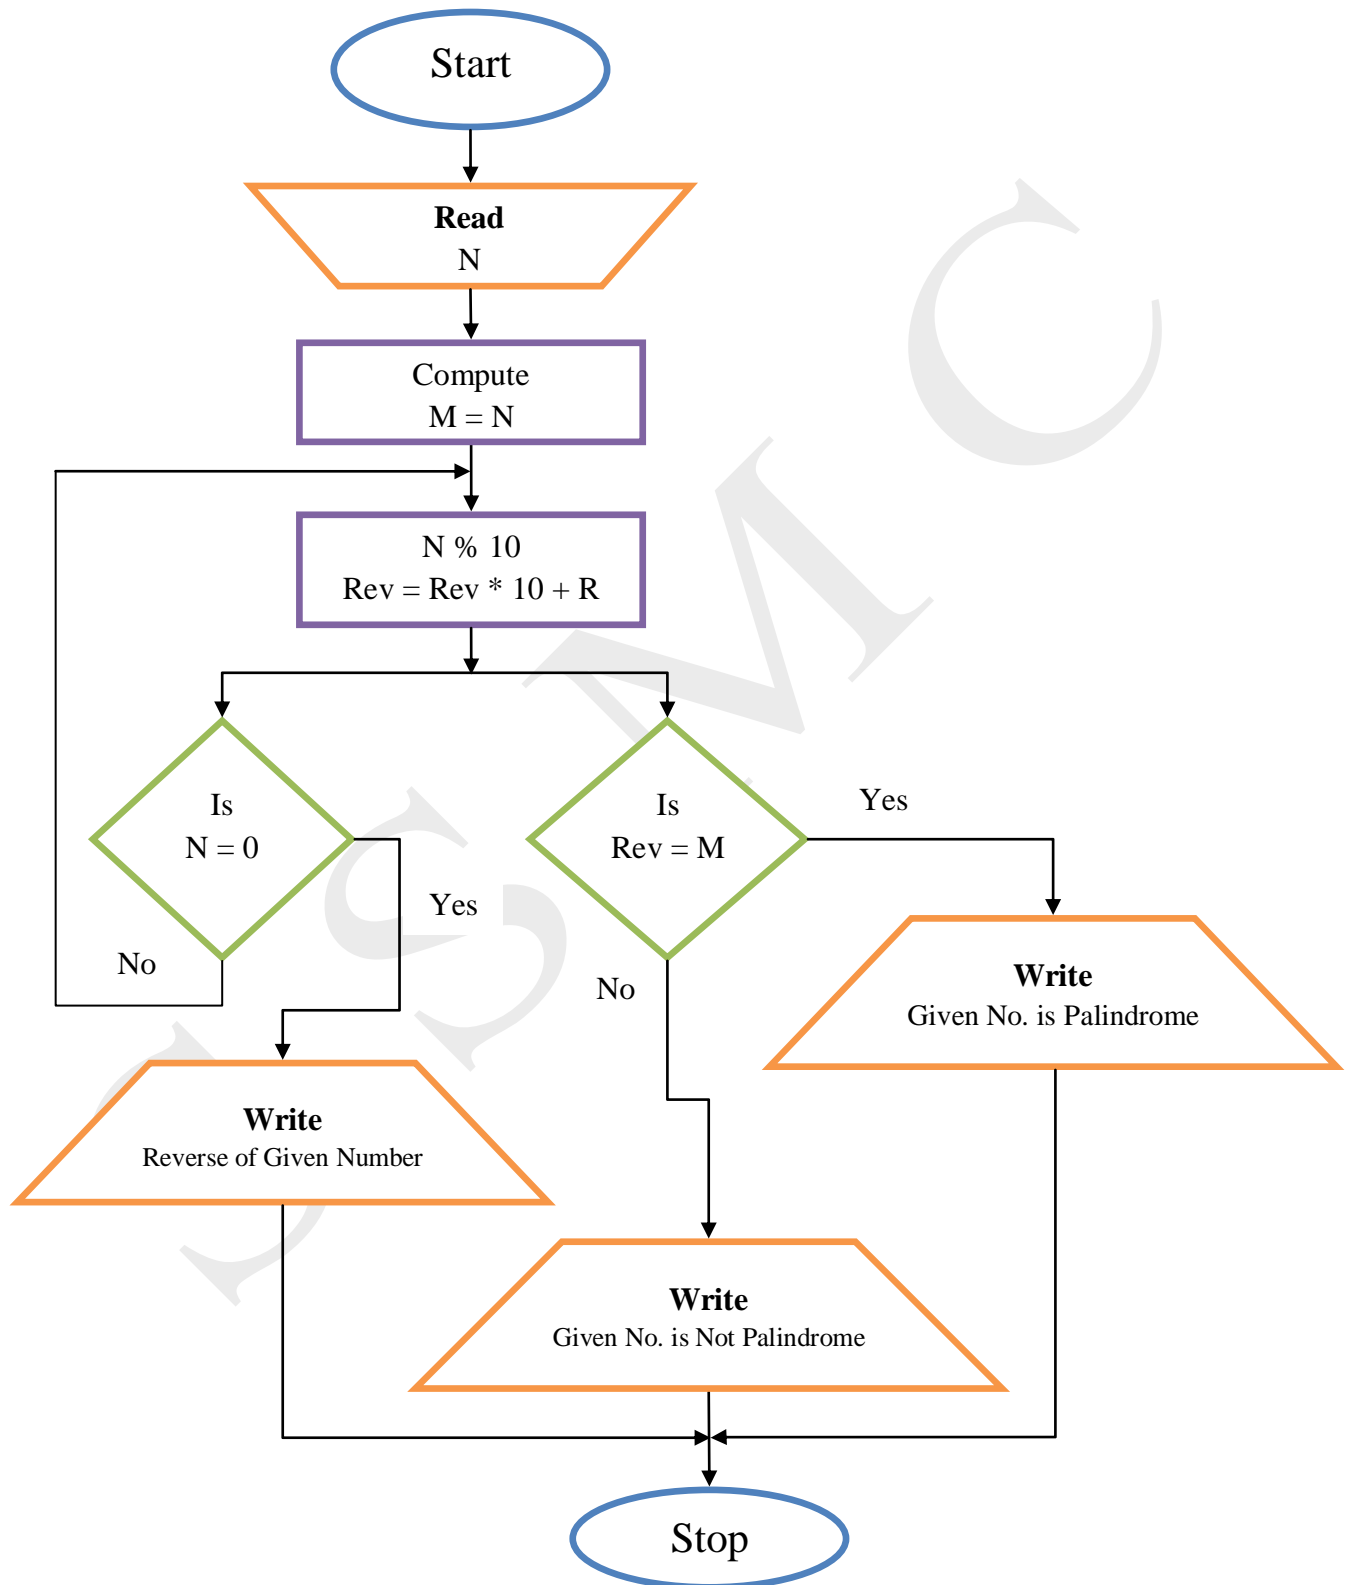 Start
Read
N
Compute
M = N
N % 10
Rev = Rev * 10 + R
Is
N = 0
Yes
No
Is
Rev = M
Yes
No
Write
Given No. is Palindrome
Write
Reverse of Given Number
Write
Given No. is Not Palindrome
Stop